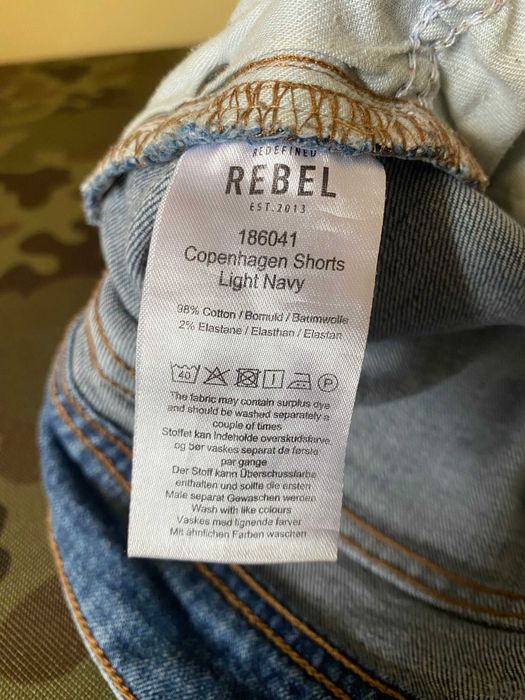 REDEFINED
REBEL
EST.2013
186041
Copenhagen Shorts
Light Navy
98% Cotton / Bomuld / Baumwolle
2% Elastane / Elasthan / Elastan
40 P
The fabric may contain surplus dye
and should be washed separately a
couple of times
Stoffet kan indeholde overskudsfarve
og bør vaskes separat de første
par gange
Der Stoff kann Überschussfarbe
enthalten und sollte die ersten
Male separat Gewaschen werden
Wash with like colours
Vaskes med lignende farver
Mit ähnlichen Farben waschen